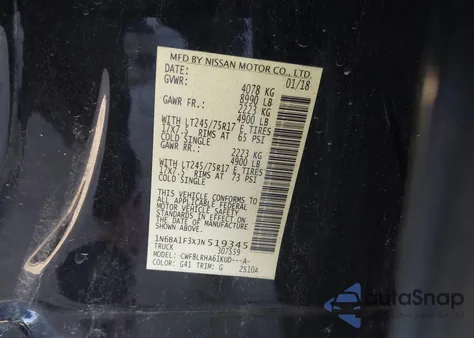 MFD BY NISSAN MOTOR CO., LTD.
DATE: 01/18
GVWR: 4078 KG
8990 LB
GAWR FR.: 2223 KG
4900 LB
WITH LT245/75R17 E TIRES
17X7.5 RIMS AT 65 PSI
COLD SINGLE
GAWR RR.: 2223 KG
4900 LB
WITH LT245/75R17 E TIRES
17X7.5 RIMS AT 73 PSI
COLD SINGLE
THIS VEHICLE CONFORMS TO
ALL APPLICABLE FEDERAL
MOTOR VEHICLE SAFETY STANDARDS
IN EFFECT ON THE DATE OF
MANUFACTURE SHOWN ABOVE.
1N6BA1F3XJN519345
TRUCK 307559
MODEL: CWF8LRHA61KUD---A-
COLOR: G41 TRIM: G 2S10A
AutoSnap